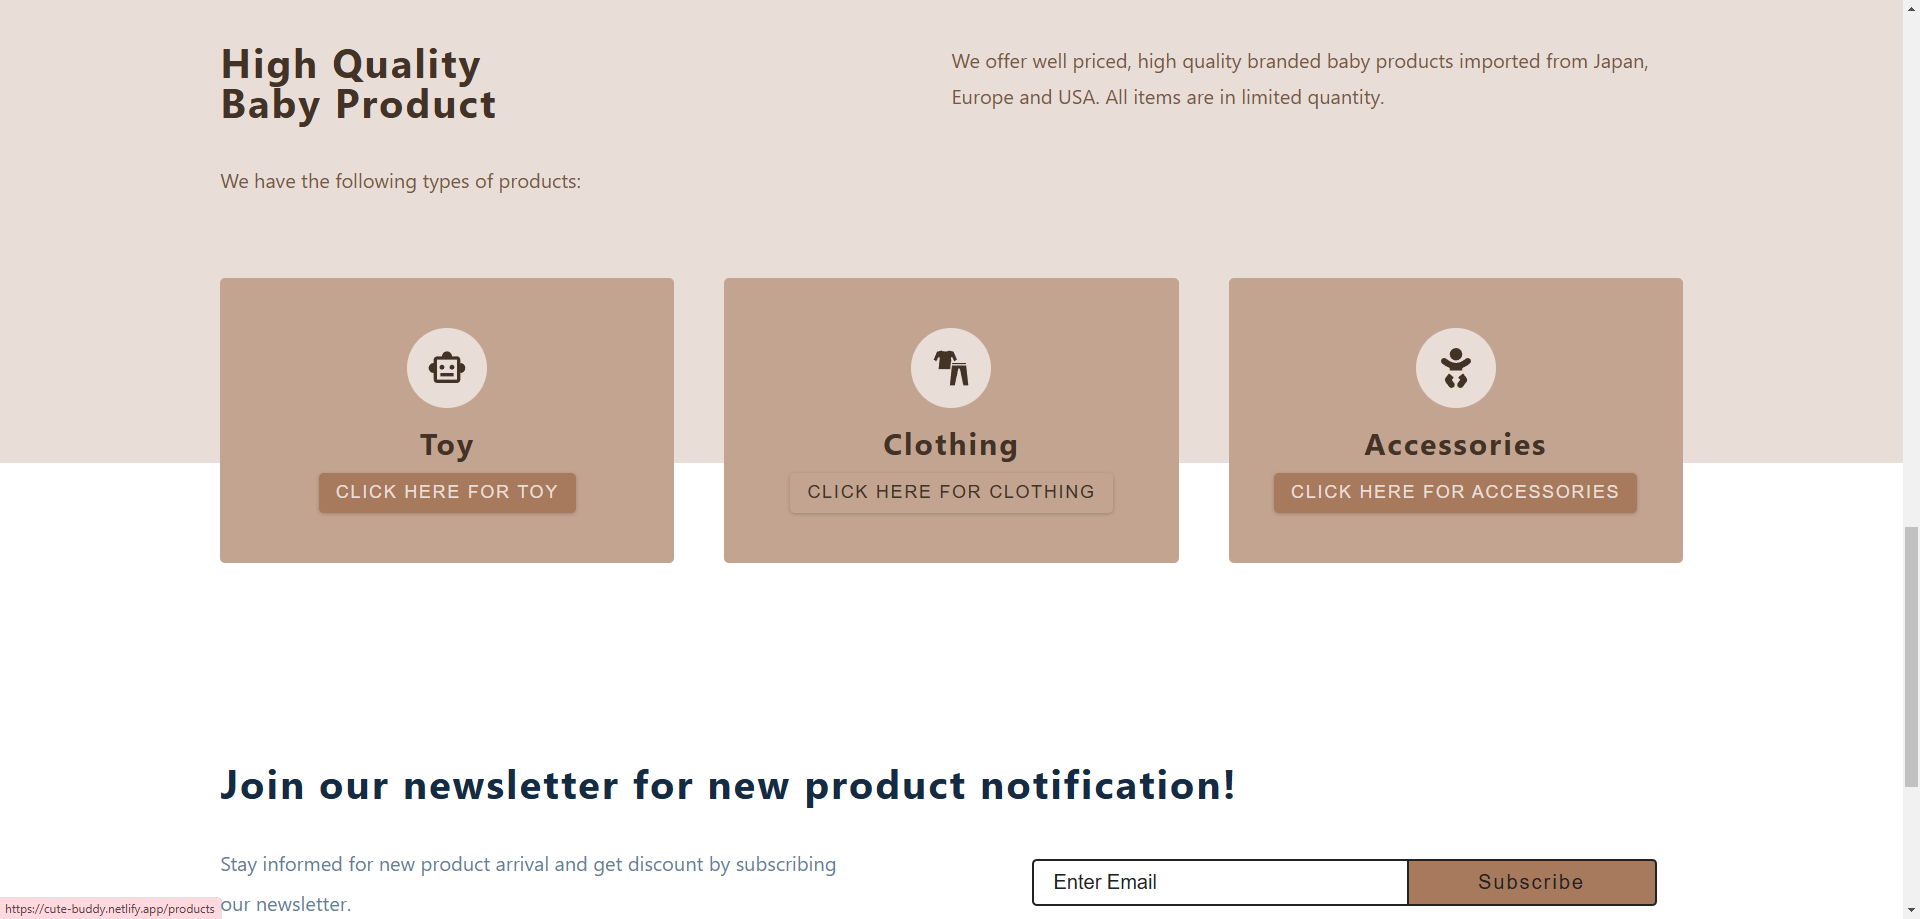 High Quality
Baby Product
We offer well priced, high quality branded baby products imported from Japan,
Europe and USA. All items are in limited quantity.
We have the following types of products:
Toy
CLICK HERE FOR TOY
Clothing
CLICK HERE FOR CLOTHING
Accessories
CLICK HERE FOR ACCESSORIES
Join our newsletter for new product notification!
Stay informed for new product arrival and get discount by subscribing
our newsletter.
Enter Email
Subscribe
https://cute-buddy.netlify.app/products